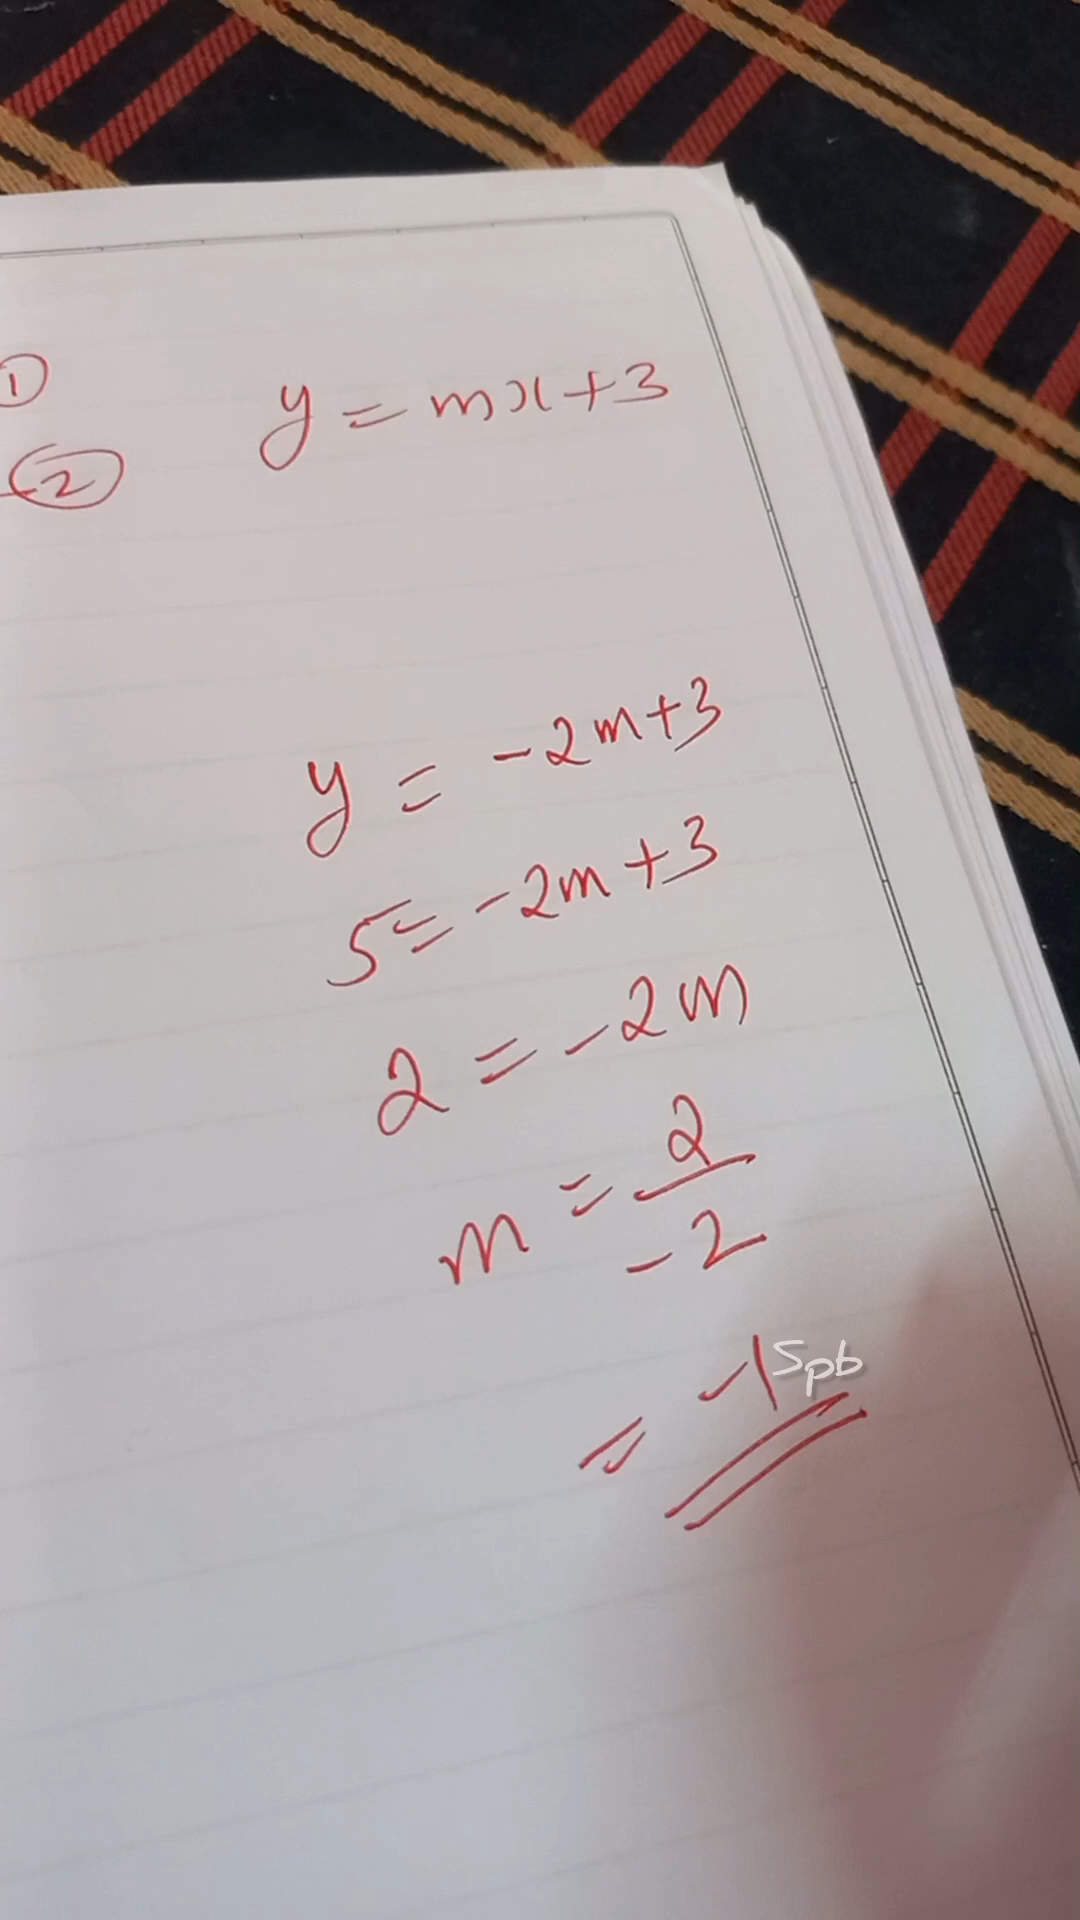 ①
② y = mx+3
y = -2m+3
5 = -2m+3
2 = -2m
m = 2
-2
= -1
Spb